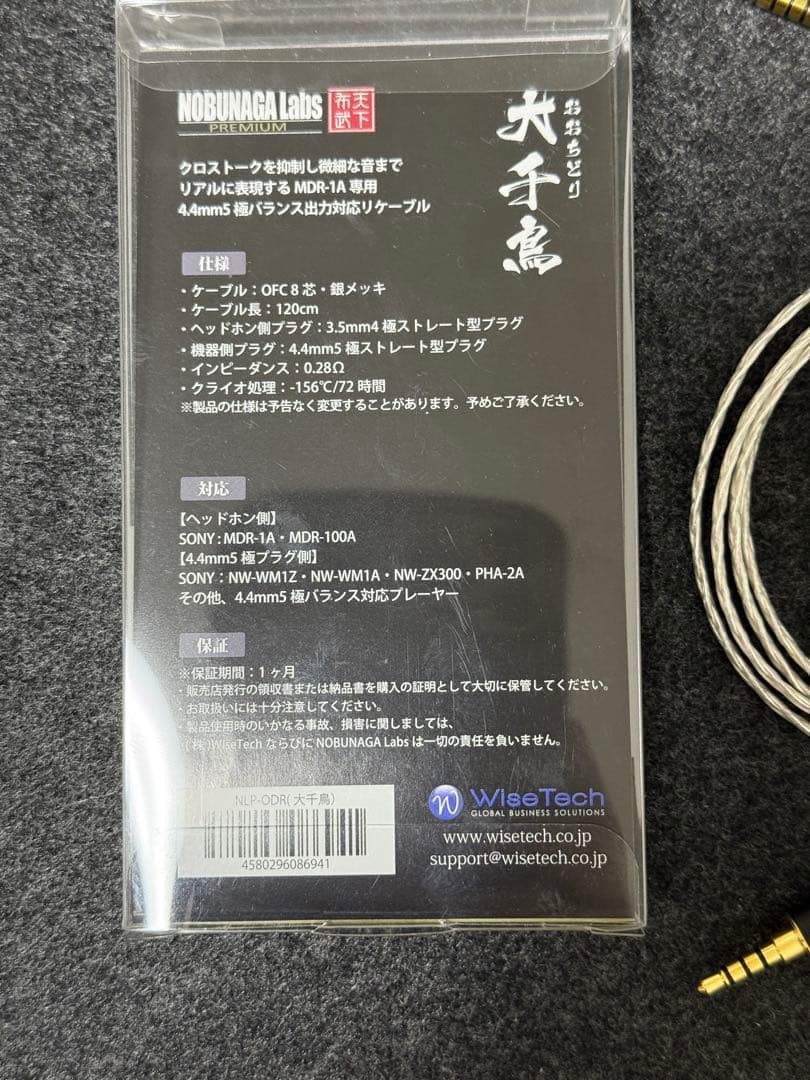 NOBUNAGA Labs
PREMIUM
天下布武
大千鳥
おおちどり
クロストークを抑制し微細な音まで
リアルに表現する MDR-1A 専用
4.4mm5 極バランス出力対応リケーブル
仕様
・ケーブル：OFC 8 芯・銀メッキ
・ケーブル長：120cm
・ヘッドホン側プラグ：3.5mm4 極ストレート型プラグ
・機器側プラグ：4.4mm5 極ストレート型プラグ
・インピーダンス：0.28Ω
・クライオ処理：-156℃/72 時間
※製品の仕様は予告なく変更することがあります。予めご了承ください。
対応
【ヘッドホン側】
SONY : MDR-1A・MDR-100A
【4.4mm5 極プラグ側】
SONY：NW-WM1Z・NW-WM1A・NW-ZX300・PHA-2A
その他、4.4mm5 極バランス対応プレーヤー
保証
※保証期間：1 ヶ月
・販売店発行の領収書または納品書を購入の証明として大切に保管してください。
・お取扱いには十分注意してください。
・製品使用時のいかなる事故、損害に関しましては、
（株）WiseTech ならびに NOBUNAGA Labs は一切の責任を負いません。
NLP-ODR(大千鳥)
4580296086941
WiseTech
GLOBAL BUSINESS SOLUTIONS
www.wisetech.co.jp
support@wisetech.co.jp